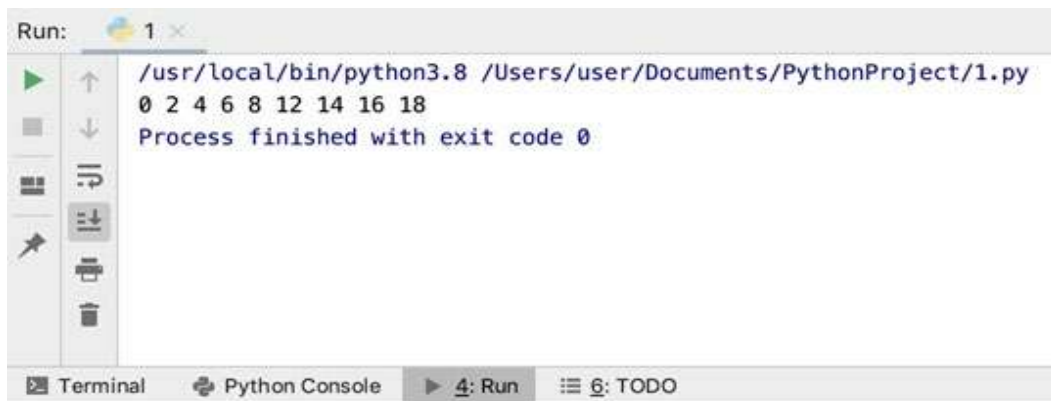 Run: 1
/usr/local/bin/python3.8 /Users/user/Documents/PythonProject/1.py
0 2 4 6 8 12 14 16 18
Process finished with exit code 0
Terminal Python Console 4: Run 6: TODO